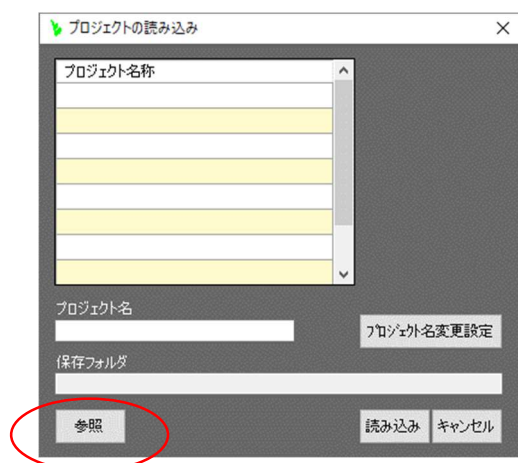 プロジェクトの読み込み
プロジェクト名称
プロジェクト名
プロジェクト名変更設定
保存フォルダ
参照
読み込み
キャンセル